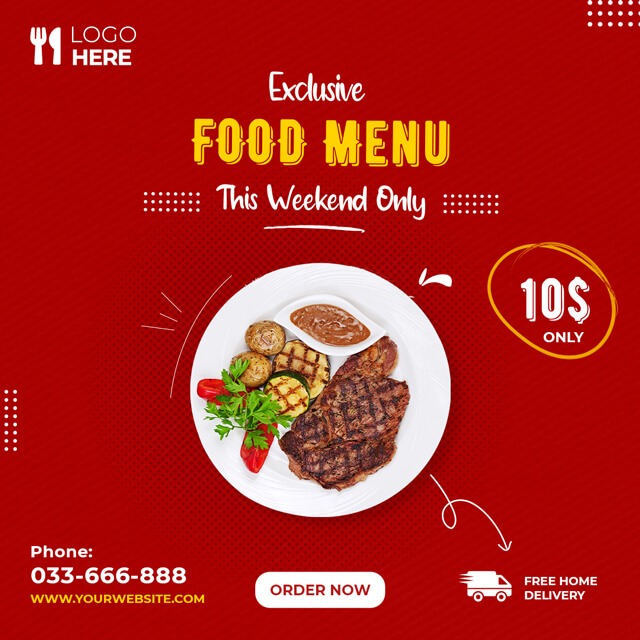 LOGO
HERE
Exclusive
FOOD MENU
This Weekend Only
10$
ONLY
Phone:
033-666-888
WWW.YOURWEBSITE.COM
ORDER NOW
FREE HOME
DELIVERY